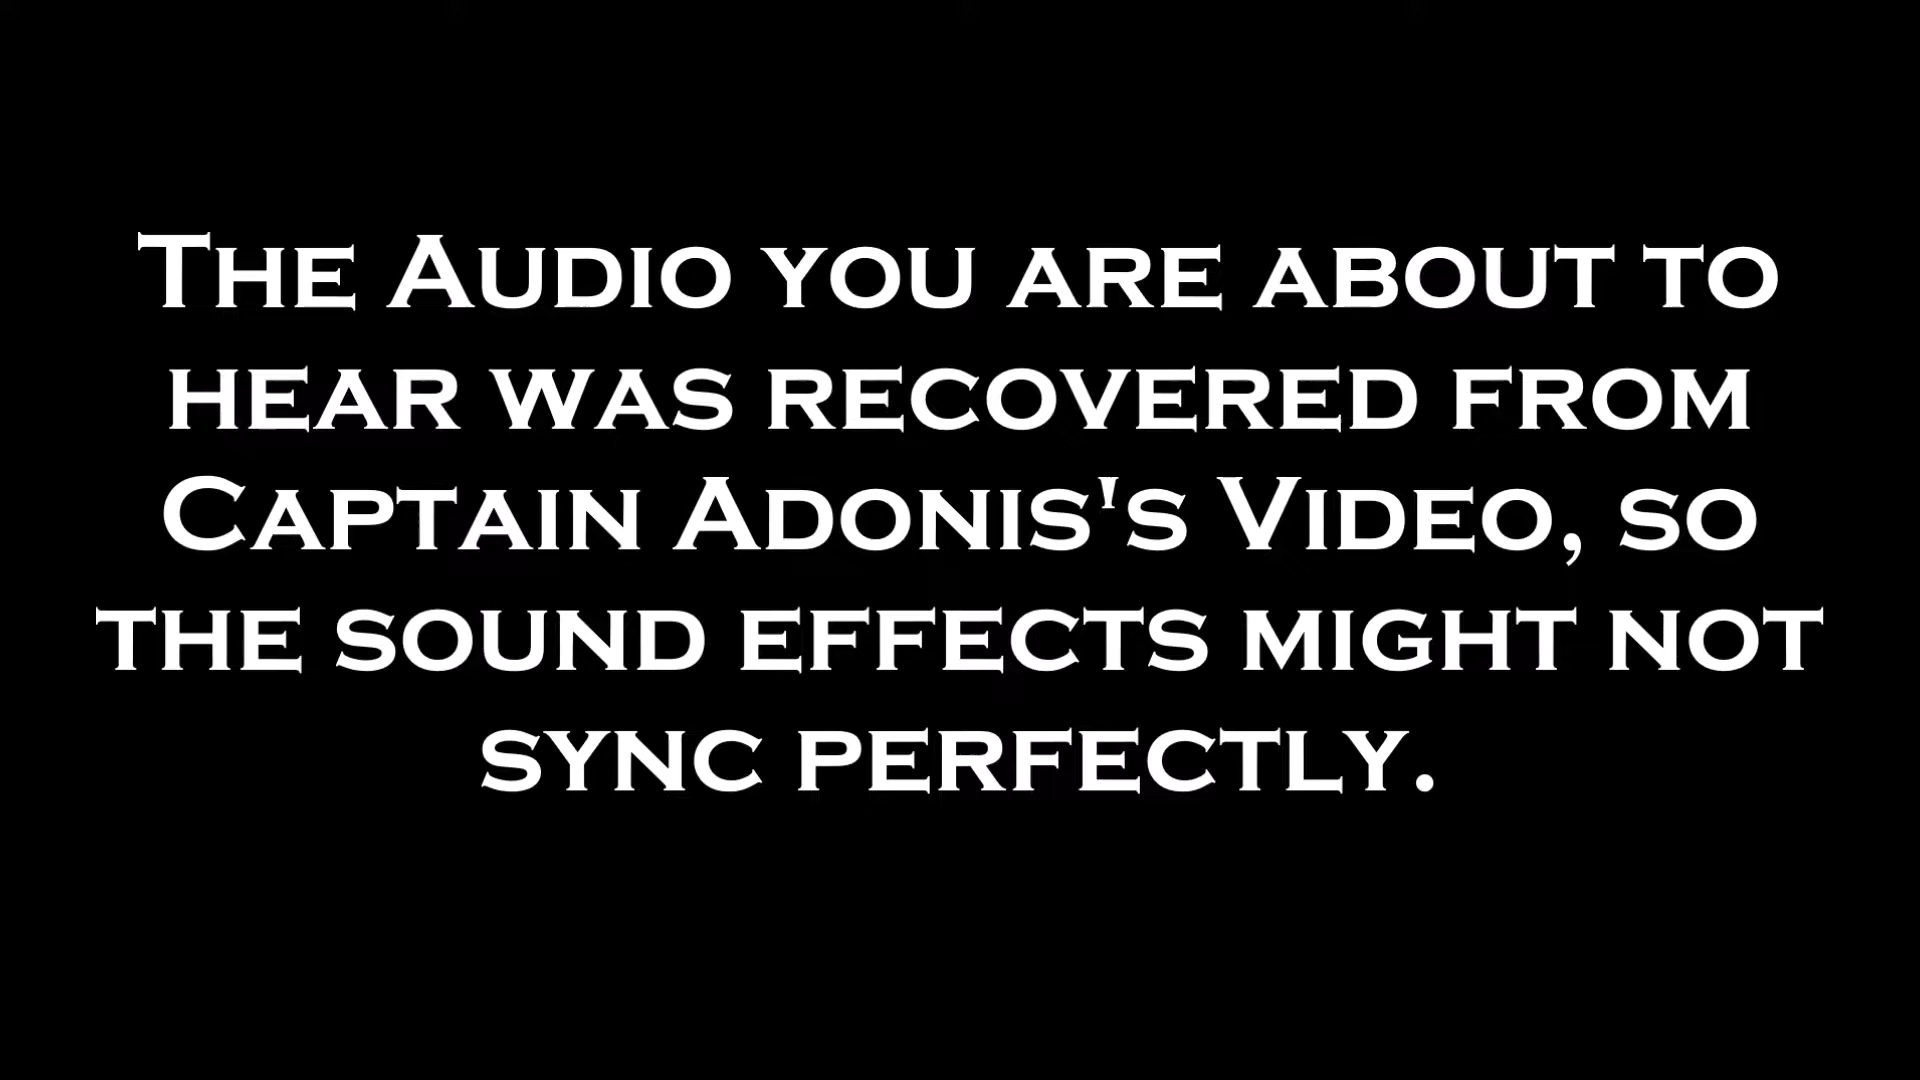 The Audio you are about to
hear was recovered from
Captain Adonis's Video, so
the sound effects might not
sync perfectly.